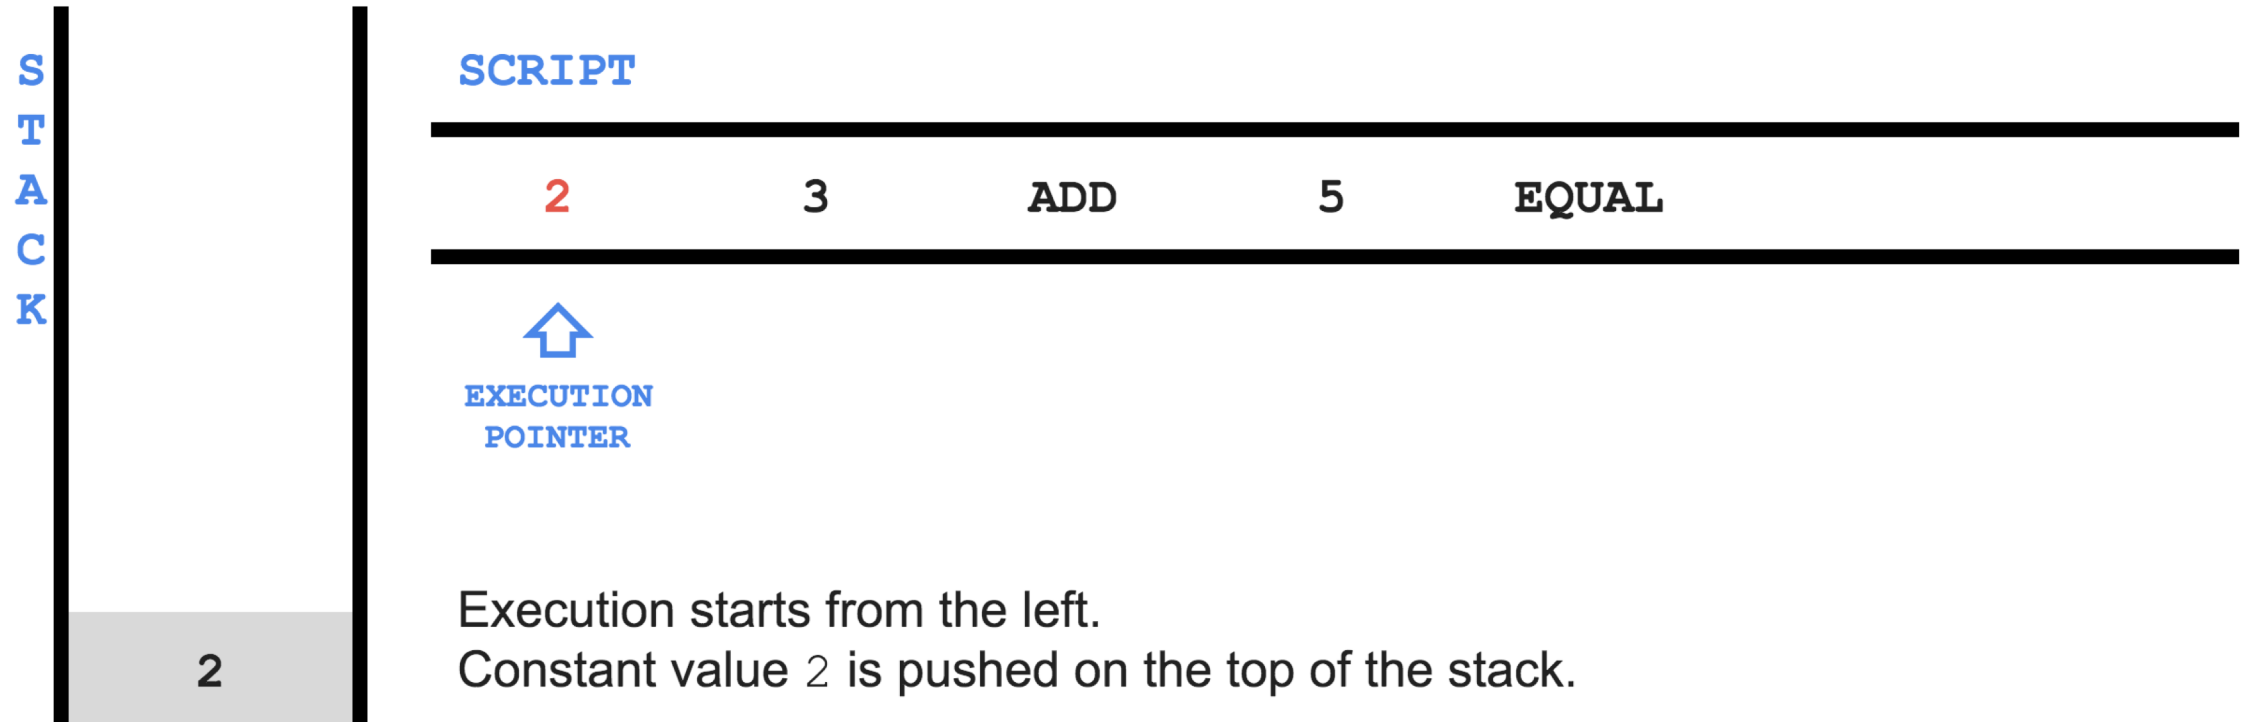 STACK
SCRIPT
2 3 ADD 5 EQUAL
EXECUTION
POINTER
Execution starts from the left.
Constant value 2 is pushed on the top of the stack.
2